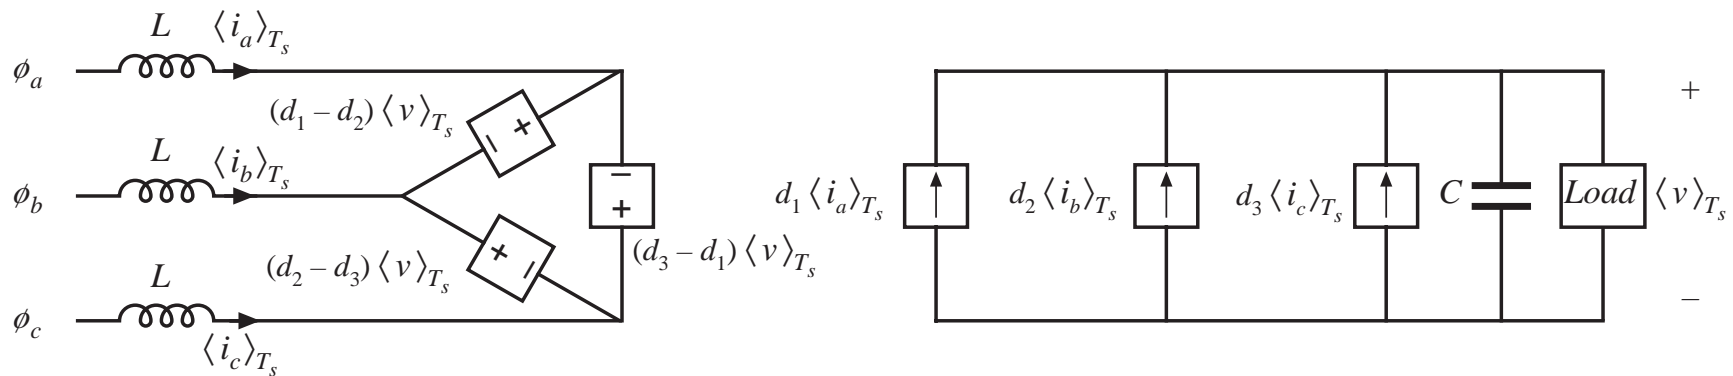 L ⟨i_a⟩_{T_s}
ϕ_a
(d_1 – d_2) ⟨v⟩_{T_s}
+
–
+
L ⟨i_b⟩_{T_s}
ϕ_b
–
+
d_1 ⟨i_a⟩_{T_s} d_2 ⟨i_b⟩_{T_s} d_3 ⟨i_c⟩_{T_s} C Load ⟨v⟩_{T_s}
(d_2 – d_3) ⟨v⟩_{T_s}
+
–
(d_3 – d_1) ⟨v⟩_{T_s}
L
ϕ_c
⟨i_c⟩_{T_s}
–